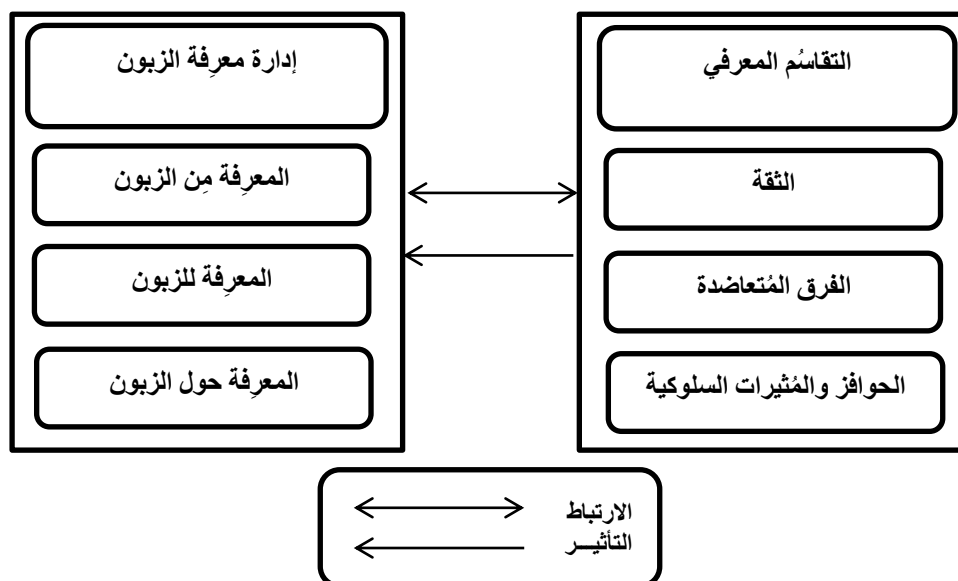 التقاسُم المعرفي
الثقة
الفرق المُتعاضدة
الحوافز والمُثيرات السلوكية
إدارة معرِفة الزبون
المعرِفة مِن الزبون
المعرِفة للزبون
المعرِفة حول الزبون
الارتباط
التأثيـــر